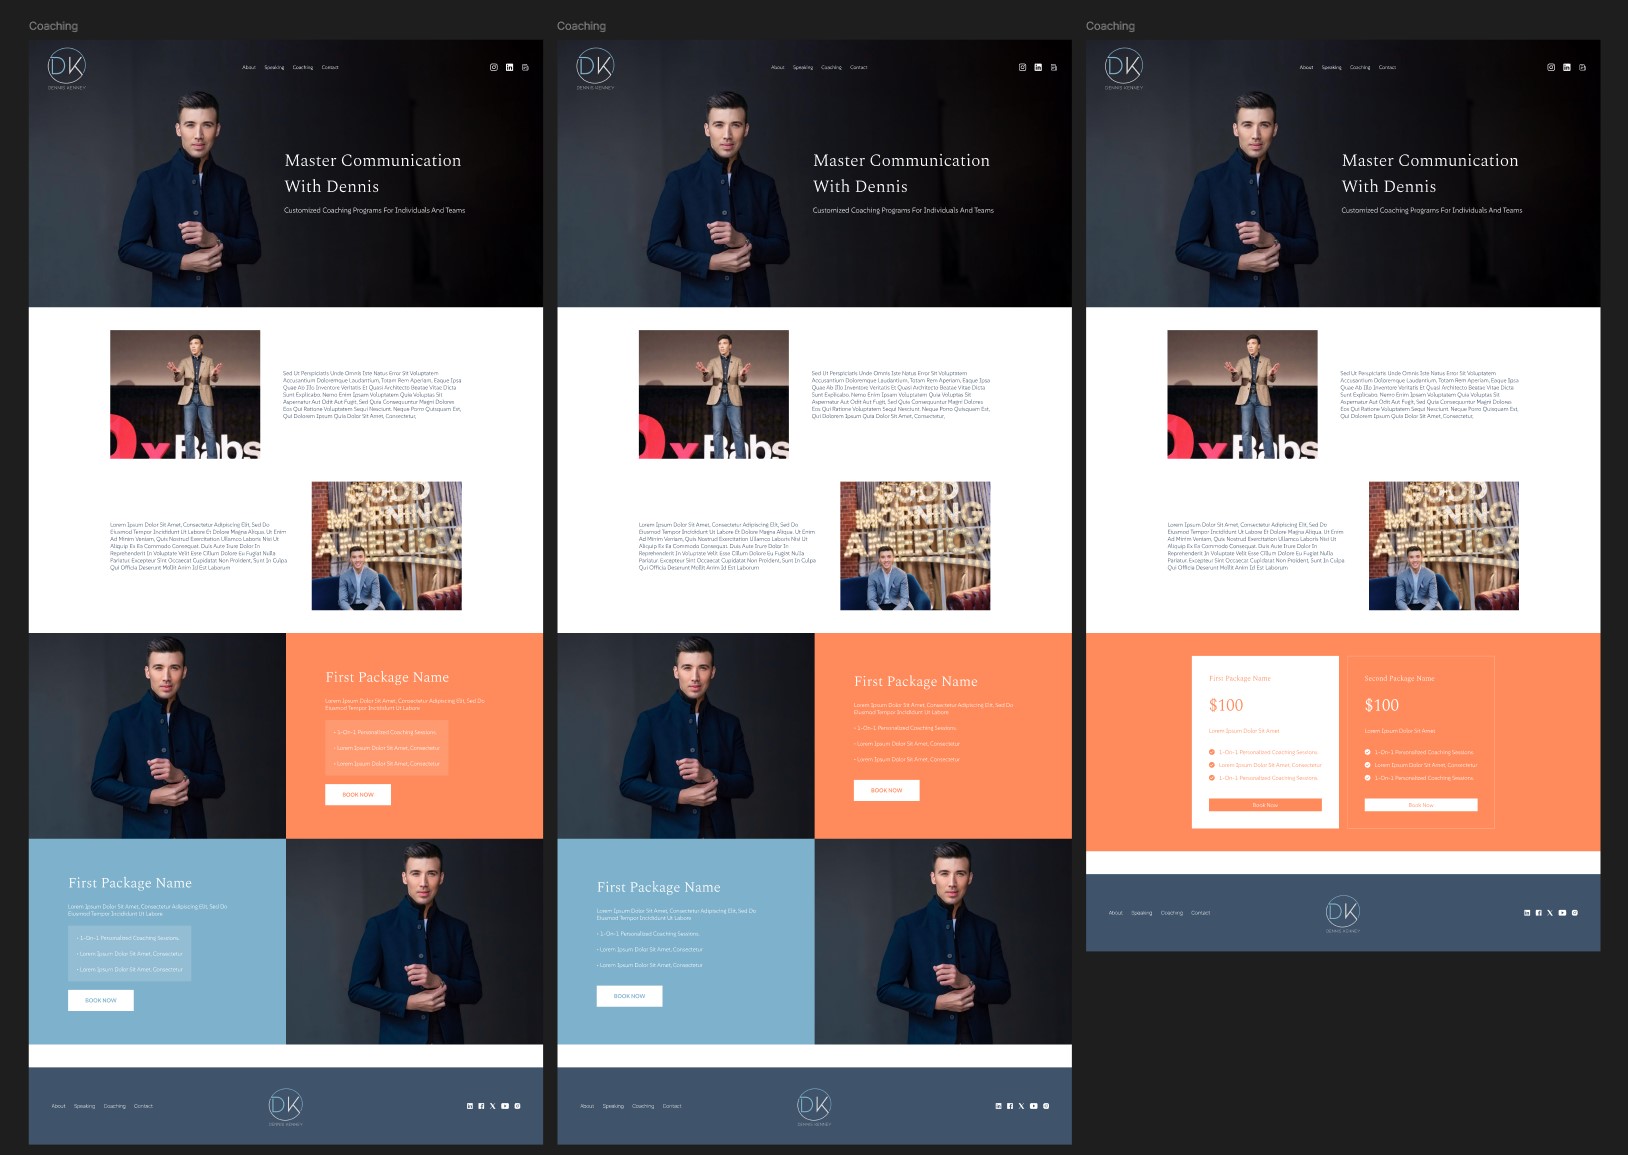 Coaching
DK
DENNIS KENNEY
About Speaking Coaching Contact
Master Communication
With Dennis
Customized Coaching Programs For Individuals And Teams
Sed Ut Perspiciatis Unde Omnis Iste Natus Error Sit Voluptatem
Accusantium Doloremque Laudantium, Totam Rem Aperiam, Eaque Ipsa
Quae Ab Illo Inventore Veritatis Et Quasi Architecto Beatae Vitae Dicta
Sunt Explicabo. Nemo Enim Ipsam Voluptatem Quia Voluptas Sit
Aspernatur Aut Odit Aut Fugit, Sed Quia Consequuntur Magni Dolores
Eos Qui Ratione Voluptatem Sequi Nesciunt. Neque Porro Quisquam Est,
Qui Dolorem Ipsum Quia Dolor Sit Amet, Consectetur,
xBabs
Lorem Ipsum Dolor Sit Amet, Consectetur Adipiscing Elit, Sed Do
Eiusmod Tempor Incididunt Ut Labore Et Dolore Magna Aliqua. Ut Enim
Ad Minim Veniam, Quis Nostrud Exercitation Ullamco Laboris Nisi Ut
Aliquip Ex Ea Commodo Consequat. Duis Aute Irure Dolor In
Reprehenderit In Voluptate Velit Esse Cillum Dolore Eu Fugiat Nulla
Pariatur. Excepteur Sint Occaecat Cupidatat Non Proident, Sunt In Culpa
Qui Officia Deserunt Mollit Anim Id Est Laborum
GOOD
MORNING
First Package Name
Lorem Ipsum Dolor Sit Amet, Consectetur Adipiscing Elit, Sed Do
Eiusmod Tempor Incididunt Ut Labore
• 1-On-1 Personalized Coaching Sessions.
• Lorem Ipsum Dolor Sit Amet, Consectetur
• Lorem Ipsum Dolor Sit Amet, Consectetur
BOOK NOW
First Package Name
Lorem Ipsum Dolor Sit Amet, Consectetur Adipiscing Elit, Sed Do
Eiusmod Tempor Incididunt Ut Labore
• 1-On-1 Personalized Coaching Sessions.
• Lorem Ipsum Dolor Sit Amet, Consectetur
• Lorem Ipsum Dolor Sit Amet, Consectetur
BOOK NOW
About Speaking Coaching Contact
DK
DENNIS KENNEY
Coaching
DK
DENNIS KENNEY
About Speaking Coaching Contact
Master Communication
With Dennis
Customized Coaching Programs For Individuals And Teams
Sed Ut Perspiciatis Unde Omnis Iste Natus Error Sit Voluptatem
Accusantium Doloremque Laudantium, Totam Rem Aperiam, Eaque Ipsa
Quae Ab Illo Inventore Veritatis Et Quasi Architecto Beatae Vitae Dicta
Sunt Explicabo. Nemo Enim Ipsam Voluptatem Quia Voluptas Sit
Aspernatur Aut Odit Aut Fugit, Sed Quia Consequuntur Magni Dolores
Eos Qui Ratione Voluptatem Sequi Nesciunt. Neque Porro Quisquam Est,
Qui Dolorem Ipsum Quia Dolor Sit Amet, Consectetur,
xBabs
Lorem Ipsum Dolor Sit Amet, Consectetur Adipiscing Elit, Sed Do
Eiusmod Tempor Incididunt Ut Labore Et Dolore Magna Aliqua. Ut Enim
Ad Minim Veniam, Quis Nostrud Exercitation Ullamco Laboris Nisi Ut
Aliquip Ex Ea Commodo Consequat. Duis Aute Irure Dolor In
Reprehenderit In Voluptate Velit Esse Cillum Dolore Eu Fugiat Nulla
Pariatur. Excepteur Sint Occaecat Cupidatat Non Proident, Sunt In Culpa
Qui Officia Deserunt Mollit Anim Id Est Laborum
GOOD
MORNING
First Package Name
Lorem Ipsum Dolor Sit Amet, Consectetur Adipiscing Elit, Sed Do
Eiusmod Tempor Incididunt Ut Labore
• 1-On-1 Personalized Coaching Sessions.
• Lorem Ipsum Dolor Sit Amet, Consectetur
• Lorem Ipsum Dolor Sit Amet, Consectetur
BOOK NOW
First Package Name
Lorem Ipsum Dolor Sit Amet, Consectetur Adipiscing Elit, Sed Do
Eiusmod Tempor Incididunt Ut Labore
• 1-On-1 Personalized Coaching Sessions.
• Lorem Ipsum Dolor Sit Amet, Consectetur
• Lorem Ipsum Dolor Sit Amet, Consectetur
BOOK NOW
About Speaking Coaching Contact
DK
DENNIS KENNEY
Coaching
DK
DENNIS KENNEY
About Speaking Coaching Contact
Master Communication
With Dennis
Customized Coaching Programs For Individuals And Teams
Sed Ut Perspiciatis Unde Omnis Iste Natus Error Sit Voluptatem
Accusantium Doloremque Laudantium, Totam Rem Aperiam, Eaque Ipsa
Quae Ab Illo Inventore Veritatis Et Quasi Architecto Beatae Vitae Dicta
Sunt Explicabo. Nemo Enim Ipsam Voluptatem Quia Voluptas Sit
Aspernatur Aut Odit Aut Fugit, Sed Quia Consequuntur Magni Dolores
Eos Qui Ratione Voluptatem Sequi Nesciunt. Neque Porro Quisquam Est,
Qui Dolorem Ipsum Quia Dolor Sit Amet, Consectetur,
xBabs
Lorem Ipsum Dolor Sit Amet, Consectetur Adipiscing Elit, Sed Do
Eiusmod Tempor Incididunt Ut Labore Et Dolore Magna Aliqua. Ut Enim
Ad Minim Veniam, Quis Nostrud Exercitation Ullamco Laboris Nisi Ut
Aliquip Ex Ea Commodo Consequat. Duis Aute Irure Dolor In
Reprehenderit In Voluptate Velit Esse Cillum Dolore Eu Fugiat Nulla
Pariatur. Excepteur Sint Occaecat Cupidatat Non Proident, Sunt In Culpa
Qui Officia Deserunt Mollit Anim Id Est Laborum
GOOD
MORNING
First Package Name
$100
Lorem Ipsum Dolor Sit Amet
1-On-1 Personalized Coaching Sessions.
Lorem Ipsum Dolor Sit Amet, Consectetur
1-On-1 Personalized Coaching Sessions.
Book Now
Second Package Name
$100
Lorem Ipsum Dolor Sit Amet
1-On-1 Personalized Coaching Sessions.
Lorem Ipsum Dolor Sit Amet, Consectetur
1-On-1 Personalized Coaching Sessions.
Book Now
About Speaking Coaching Contact
DK
DENNIS KENNEY